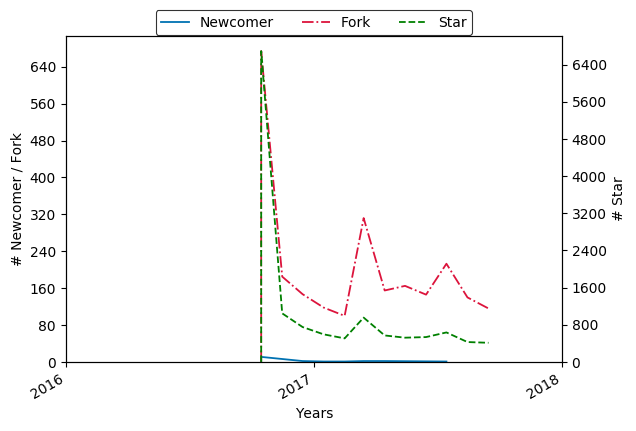 Newcomer Fork Star
640 6400
560 5600
480 4800
400 4000
320 3200
240 2400
160 1600
80 800
0 0
# Newcomer / Fork
# Star
2016 2017 2018
Years